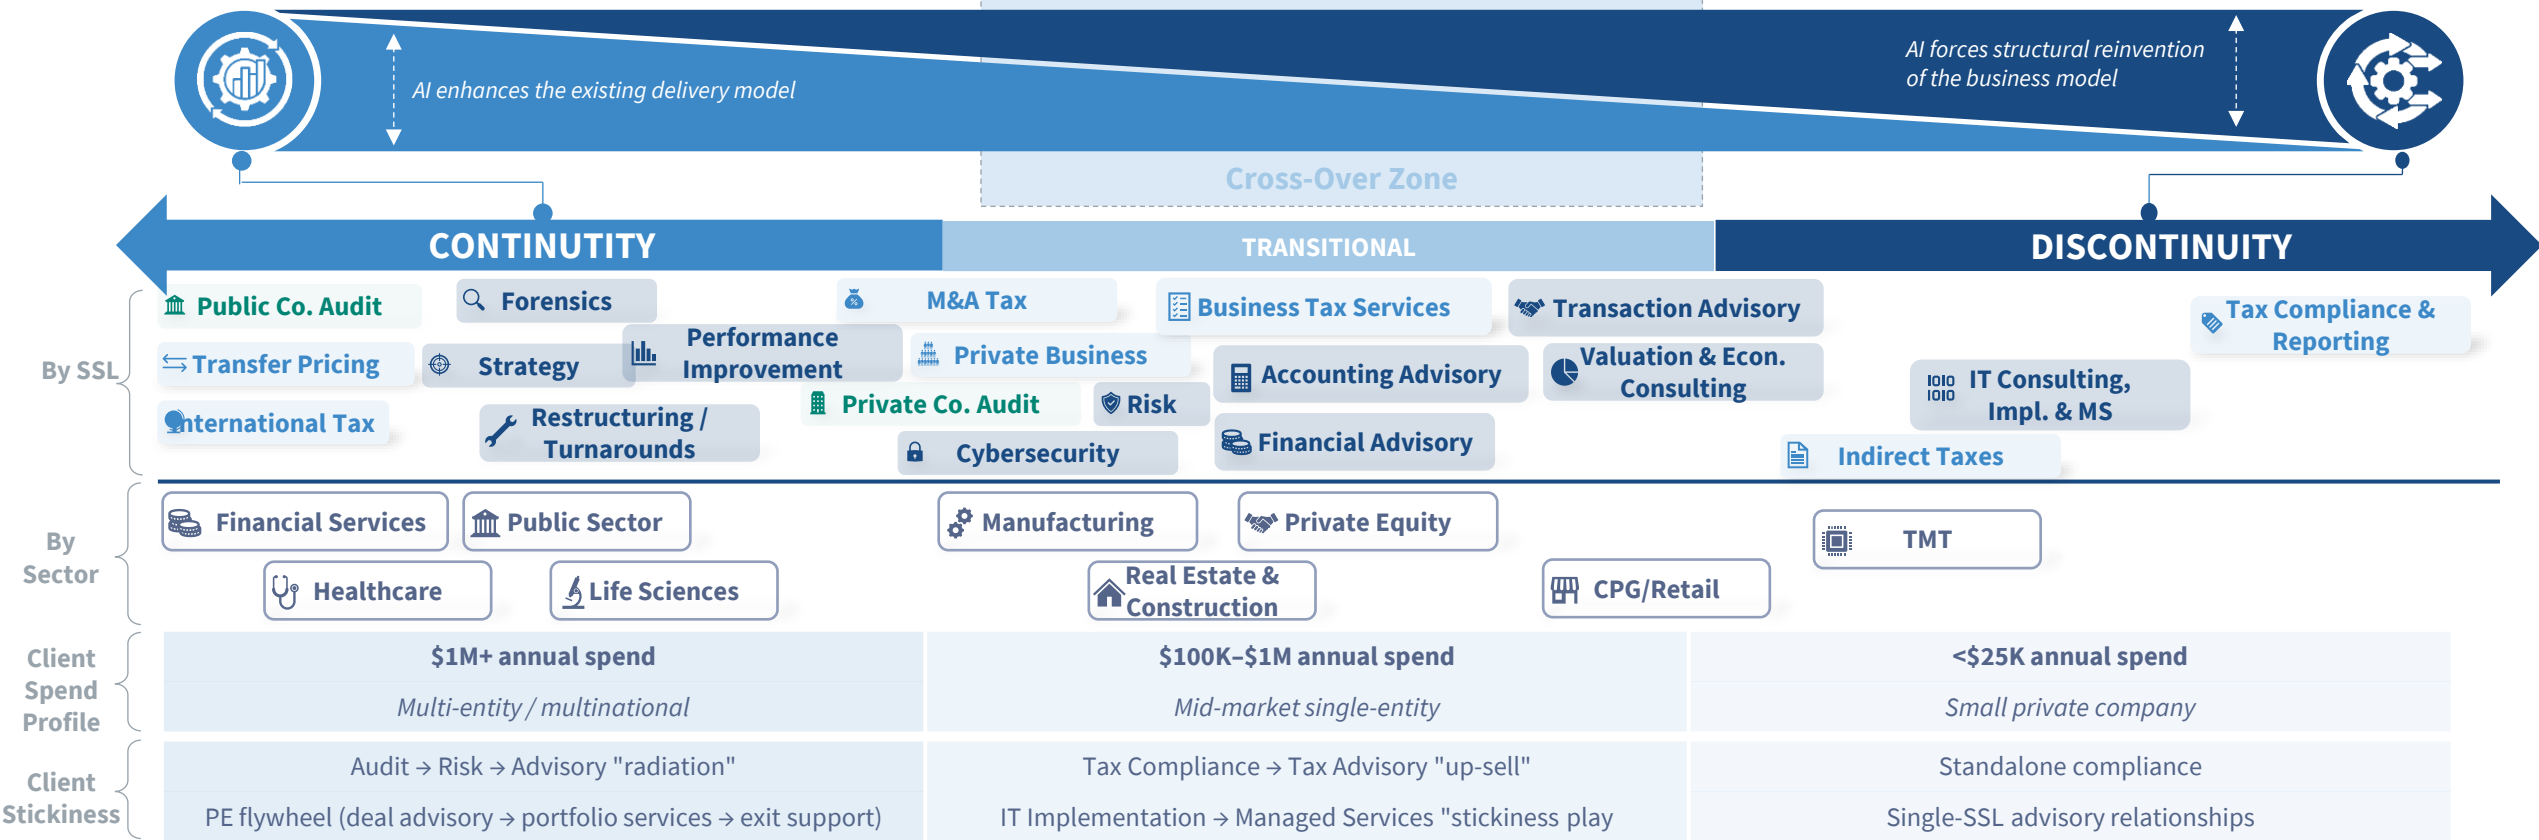 AI enhances the existing delivery model
AI forces structural reinvention
of the business model
Cross-Over Zone
CONTINUTITY
TRANSITIONAL
DISCONTINUITY
By SSL
Public Co. Audit
Forensics
M&A Tax
Business Tax Services
Transaction Advisory
Tax Compliance &
Reporting
Transfer Pricing
Strategy
Performance
Improvement
Private Business
Accounting Advisory
Valuation & Econ.
Consulting
IT Consulting,
Impl. & MS
International Tax
Restructuring /
Turnarounds
Private Co. Audit
Risk
Cybersecurity
Financial Advisory
Indirect Taxes
By
Sector
Financial Services
Public Sector
Manufacturing
Private Equity
TMT
Healthcare
Life Sciences
Real Estate &
Construction
CPG/Retail
Client
Spend
Profile
$1M+ annual spend
$100K–$1M annual spend
<$25K annual spend
Multi-entity / multinational
Mid-market single-entity
Small private company
Client
Stickiness
Audit → Risk → Advisory "radiation"
Tax Compliance → Tax Advisory "up-sell"
Standalone compliance
PE flywheel (deal advisory → portfolio services → exit support)
IT Implementation → Managed Services "stickiness play
Single-SSL advisory relationships